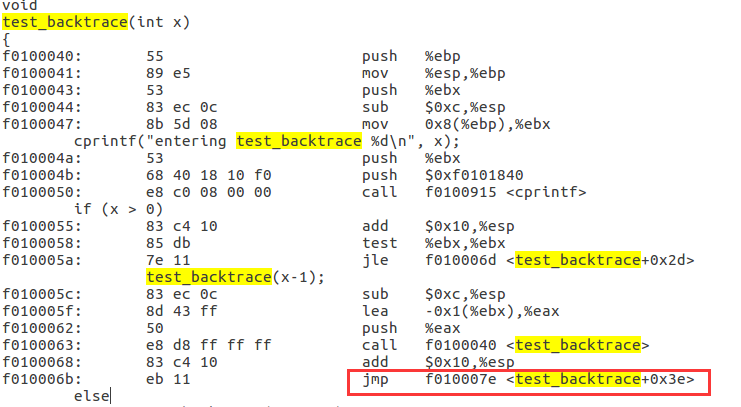 void
test_backtrace(int x)
{
f0100040: 55 push %ebp
f0100041: 89 e5 mov %esp,%ebp
f0100043: 53 push %ebx
f0100044: 83 ec 0c sub $0xc,%esp
f0100047: 8b 5d 08 mov 0x8(%ebp),%ebx
cprintf("entering test_backtrace %d\n", x);
f010004a: 53 push %ebx
f010004b: 68 40 18 10 f0 push $0xf0101840
f0100050: e8 c0 08 00 00 call f0100915 <cprintf>
if (x > 0)
f0100055: 83 c4 10 add $0x10,%esp
f0100058: 85 db test %ebx,%ebx
f010005a: 7e 11 jle f010006d <test_backtrace+0x2d>
test_backtrace(x-1);
f010005c: 83 ec 0c sub $0xc,%esp
f010005f: 8d 43 ff lea -0x1(%ebx),%eax
f0100062: 50 push %eax
f0100063: e8 d8 ff ff ff call f0100040 <test_backtrace>
f0100068: 83 c4 10 add $0x10,%esp
f010006b: eb 11 jmp f010007e <test_backtrace+0x3e>
else